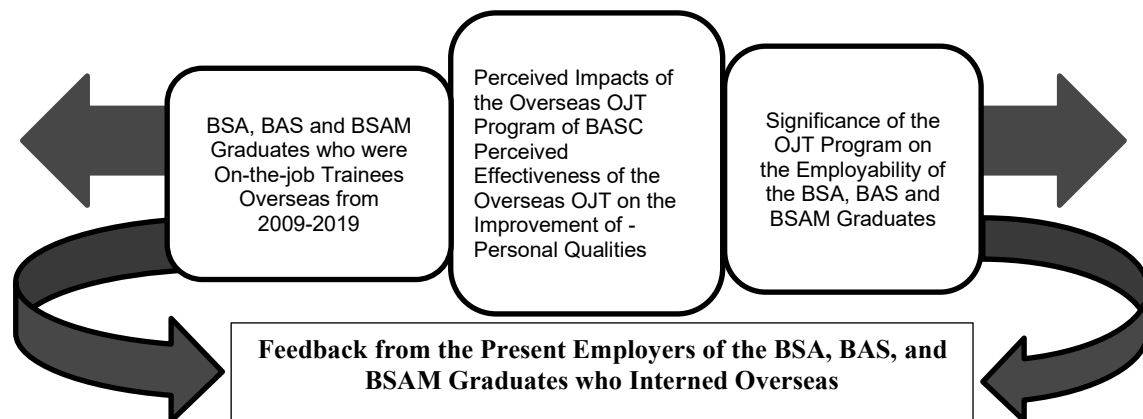 BSA, BAS and BSAM
Graduates who were
On-the-job Trainees
Overseas from
2009-2019
Perceived Impacts of
the Overseas OJT
Program of BASC
Perceived
Effectiveness of the
Overseas OJT on the
Improvement of -
Personal Qualities
Significance of the
OJT Program on
the Employability of
the BSA, BAS and
BSAM Graduates
Feedback from the Present Employers of the BSA, BAS, and
BSAM Graduates who Interned Overseas